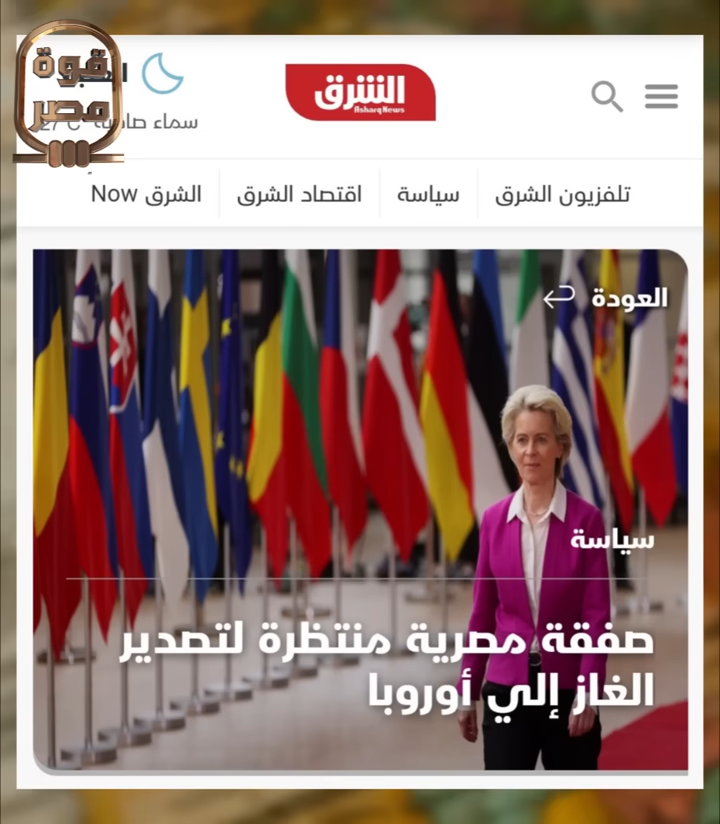 قوة
مصر
سماء صافية 27°C
الشرق
Asharq News
تلفزيون الشرق
سياسة
اقتصاد الشرق
الشرق Now
العودة
سياسة
صفقة مصرية منتظرة لتصدير
الغاز إلي أوروبا